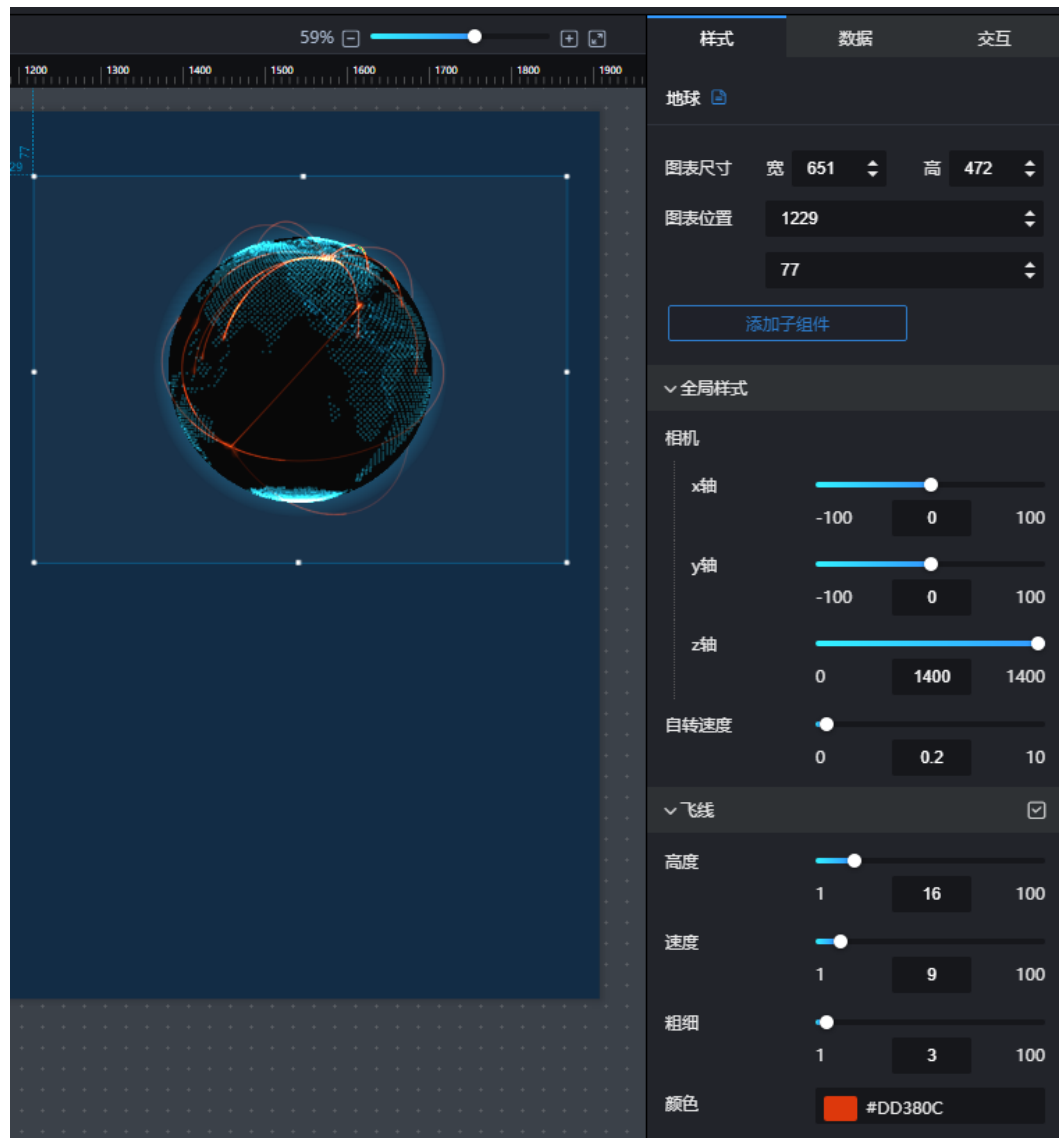 59%
1200 1300 1400 1500 1600 1700 1800 1900
77
29
样式 数据 交互
地球
图表尺寸 宽 651 高 472
图表位置 1229
77
添加子组件
全局样式
相机
x轴
-100 0 100
y轴
-100 0 100
z轴
0 1400 1400
自转速度
0 0.2 10
飞线
高度
1 16 100
速度
1 9 100
粗细
1 3 100
颜色 #DD380C